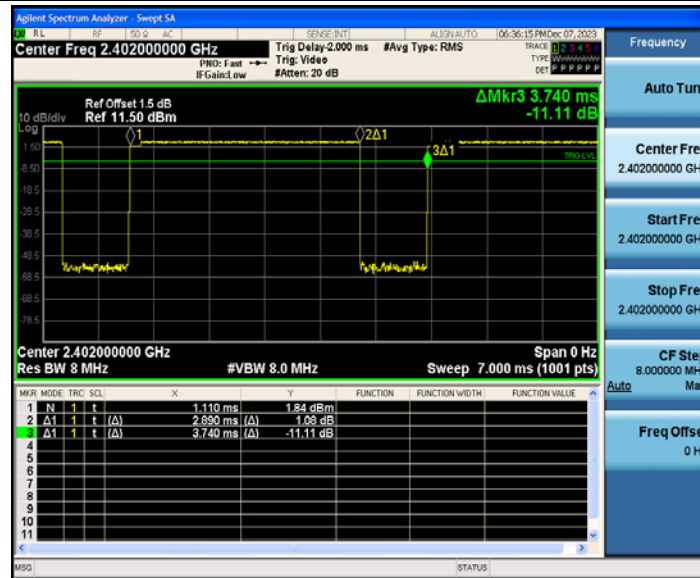 Agilent Spectrum Analyzer - Swept SA
RL RF 50 Ω AC SENSE:INT ALIGN AUTO 06:36:15 PM Dec 07, 2023
Center Freq 2.402000000 GHz Trig Delay-2.000 ms #Avg Type: RMS TRACE 1 2 3 4 5 6
PNO: Fast Trig: Video TYPE
IFGain:Low #Atten: 20 dB DET P P P P P P
Frequency
Auto Tun
Ref Offset 1.5 dB ΔMkr3 3.740 ms
10 dB/div Ref 11.50 dBm -11.11 dB
Log
1 2Δ1 3Δ1
1.50
TRIG LVL
-8.50
-18.5
-28.5
-38.5
-48.5
-58.5
-68.5
-78.5
Center Fre
2.402000000 GH
Start Fre
2.402000000 GH
Stop Fre
2.402000000 GH
Center 2.402000000 GHz Span 0 Hz
Res BW 8 MHz #VBW 8.0 MHz Sweep 7.000 ms (1001 pts)
CF Ste
8.000000 MH
Auto Ma
Freq Offse
0 H
MKR MODE TRC SCL X Y FUNCTION FUNCTION WIDTH FUNCTION VALUE
1 N 1 t 1.110 ms 1.84 dBm
2 Δ1 1 t (Δ) 2.890 ms (Δ) 1.08 dB
3 Δ1 1 t (Δ) 3.740 ms (Δ) -11.11 dB
4
5
6
7
8
9
10
11
MSG STATUS